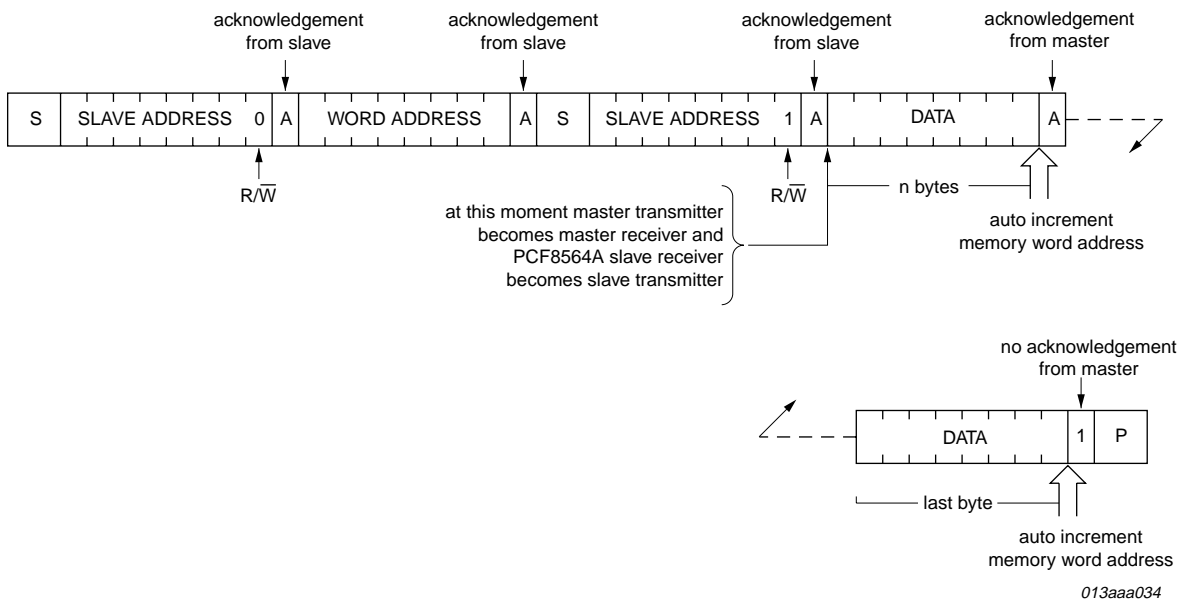 acknowledgement
from slave
acknowledgement
from slave
acknowledgement
from slave
acknowledgement
from master
S SLAVE ADDRESS 0 A WORD ADDRESS A S SLAVE ADDRESS 1 A DATA A
R/W̅
R/W̅
n bytes
at this moment master transmitter
becomes master receiver and
PCF8564A slave receiver
becomes slave transmitter
auto increment
memory word address
no acknowledgement
from master
DATA 1 P
last byte
auto increment
memory word address
013aaa034